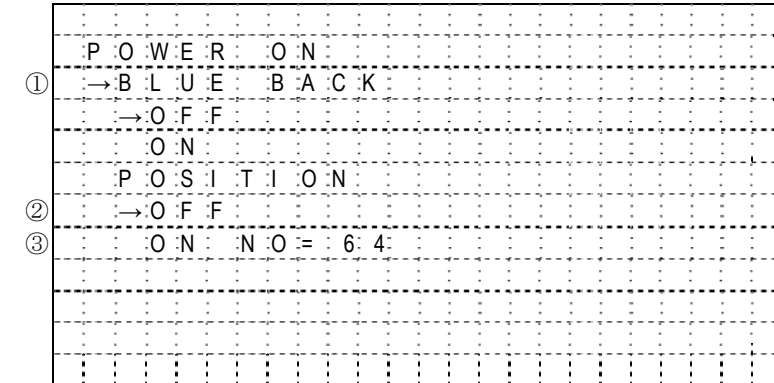 POWER ON
① →BLUE BACK
→OFF
ON
POSITION
② →OFF
③ ON NO=64